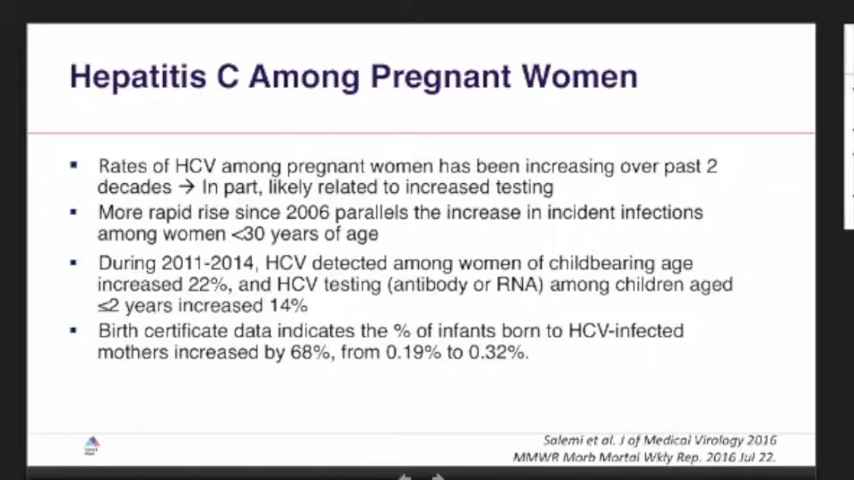 Hepatitis C Among Pregnant Women
▪ Rates of HCV among pregnant women has been increasing over past 2
decades → In part, likely related to increased testing
▪ More rapid rise since 2006 parallels the increase in incident infections
among women <30 years of age
▪ During 2011-2014, HCV detected among women of childbearing age
increased 22%, and HCV testing (antibody or RNA) among children aged
≤2 years increased 14%
▪ Birth certificate data indicates the % of infants born to HCV-infected
mothers increased by 68%, from 0.19% to 0.32%.
Salemi et al. J of Medical Virology 2016
MMWR Morb Mortal Wkly Rep. 2016 Jul 22.